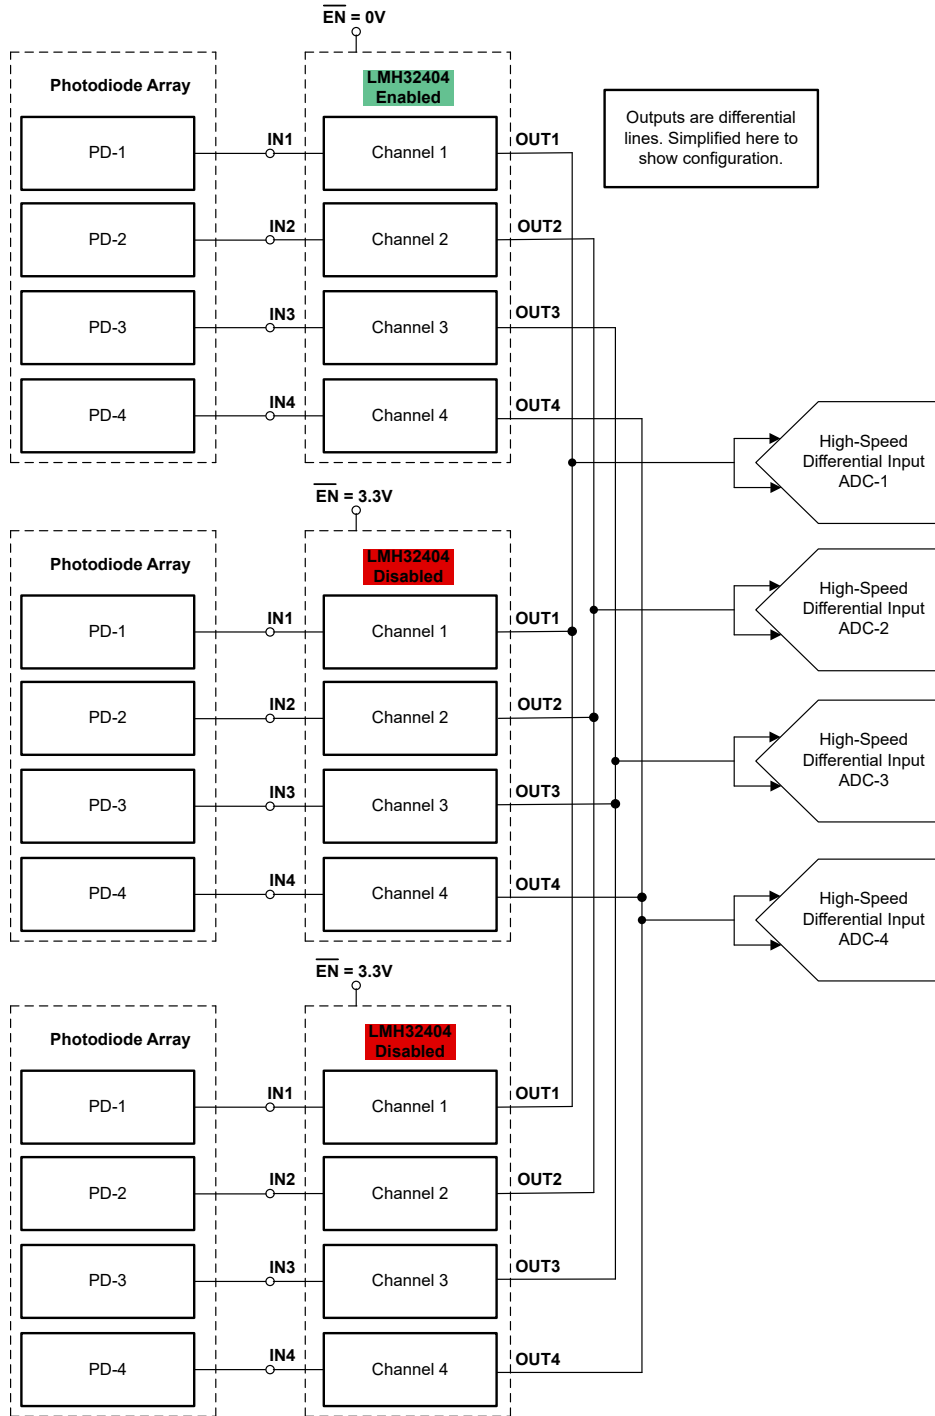 EN = 0V
Photodiode Array
LMH32404
Enabled
PD-1
IN1
Channel 1
OUT1
PD-2
IN2
Channel 2
OUT2
PD-3
IN3
Channel 3
OUT3
PD-4
IN4
Channel 4
OUT4
Outputs are differential
lines. Simplified here to
show configuration.
High-Speed
Differential Input
ADC-1
EN = 3.3V
Photodiode Array
LMH32404
Disabled
PD-1
IN1
Channel 1
OUT1
PD-2
IN2
Channel 2
OUT2
PD-3
IN3
Channel 3
OUT3
PD-4
IN4
Channel 4
OUT4
High-Speed
Differential Input
ADC-2
High-Speed
Differential Input
ADC-3
High-Speed
Differential Input
ADC-4
EN = 3.3V
Photodiode Array
LMH32404
Disabled
PD-1
IN1
Channel 1
OUT1
PD-2
IN2
Channel 2
OUT2
PD-3
IN3
Channel 3
OUT3
PD-4
IN4
Channel 4
OUT4